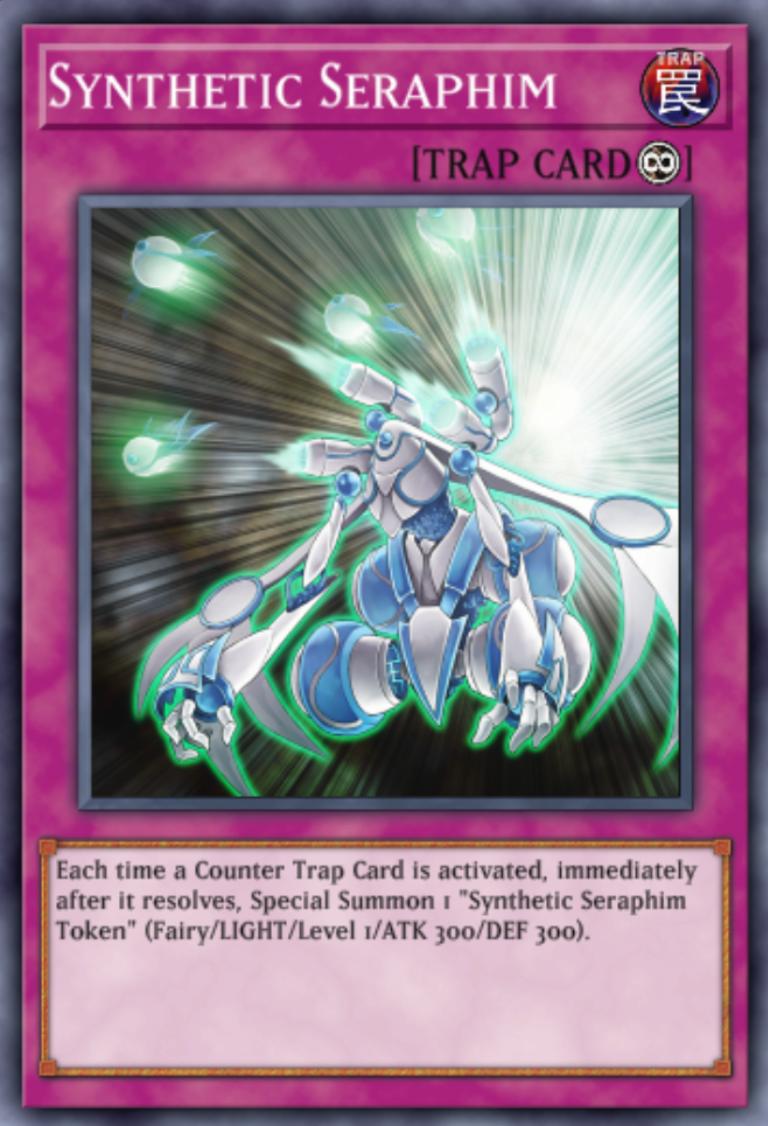 SYNTHETIC SERAPHIM
TRAP
罠
[TRAP CARD]
Each time a Counter Trap Card is activated, immediately
after it resolves, Special Summon 1 "Synthetic Seraphim
Token" (Fairy/LIGHT/Level 1/ATK 300/DEF 300).